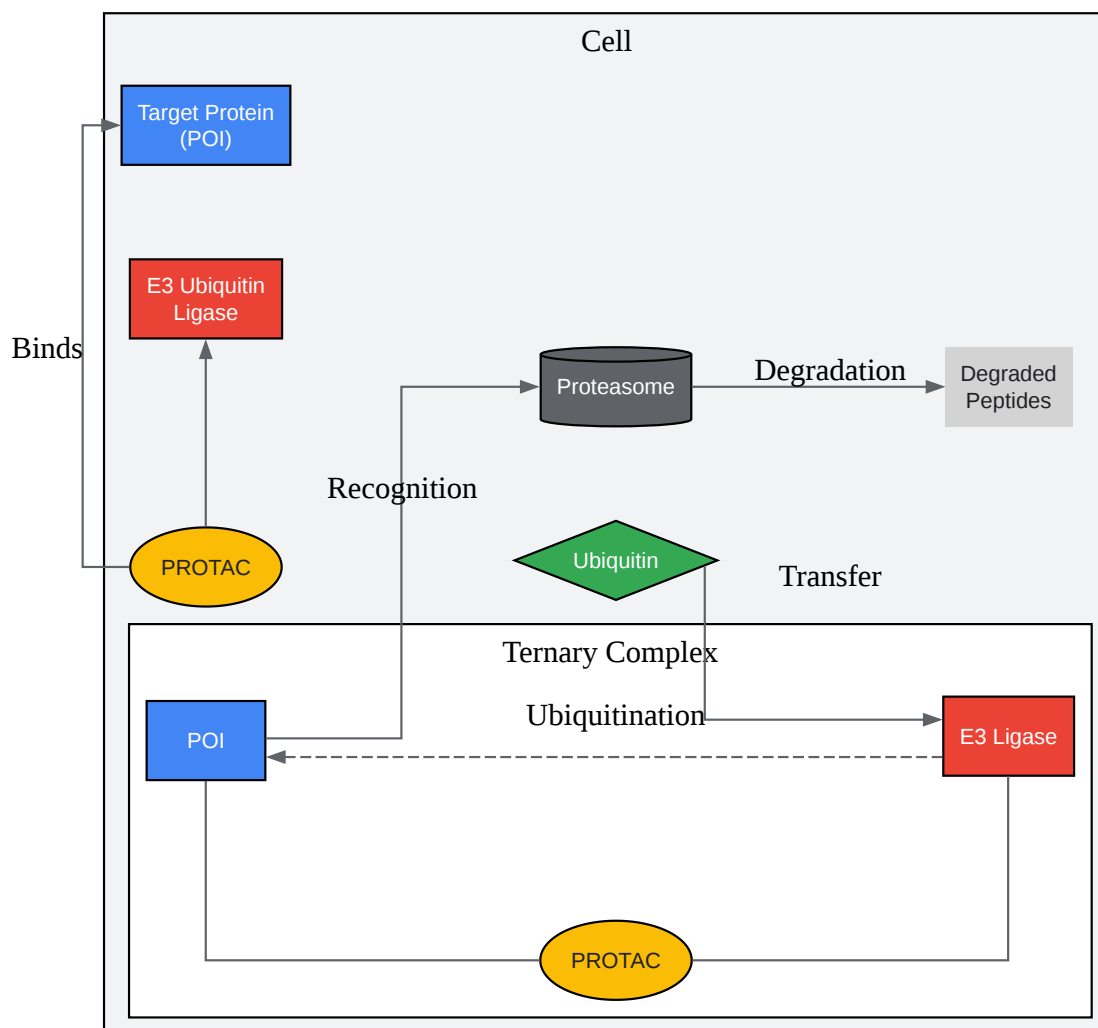 Cell
Target Protein
(POI)
E3 Ubiquitin
Ligase
Binds
Proteasome
Degradation
Degraded
Peptides
Recognition
PROTAC
Ubiquitin
Transfer
Ternary Complex
Ubiquitination
POI
E3 Ligase
PROTAC